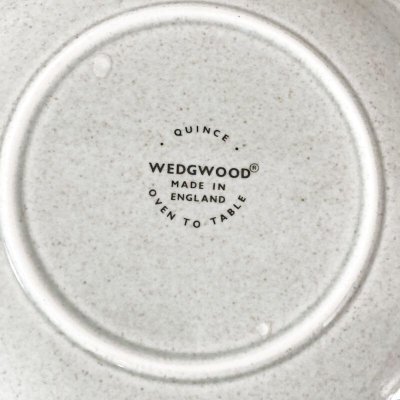 · QUINCE ·
WEDGWOOD®
MADE IN
ENGLAND
OVEN TO TABLE